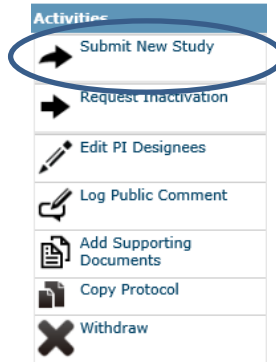 Activities
Submit New Study
Request Inactivation
Edit PI Designees
Log Public Comment
Add Supporting
Documents
Copy Protocol
Withdraw